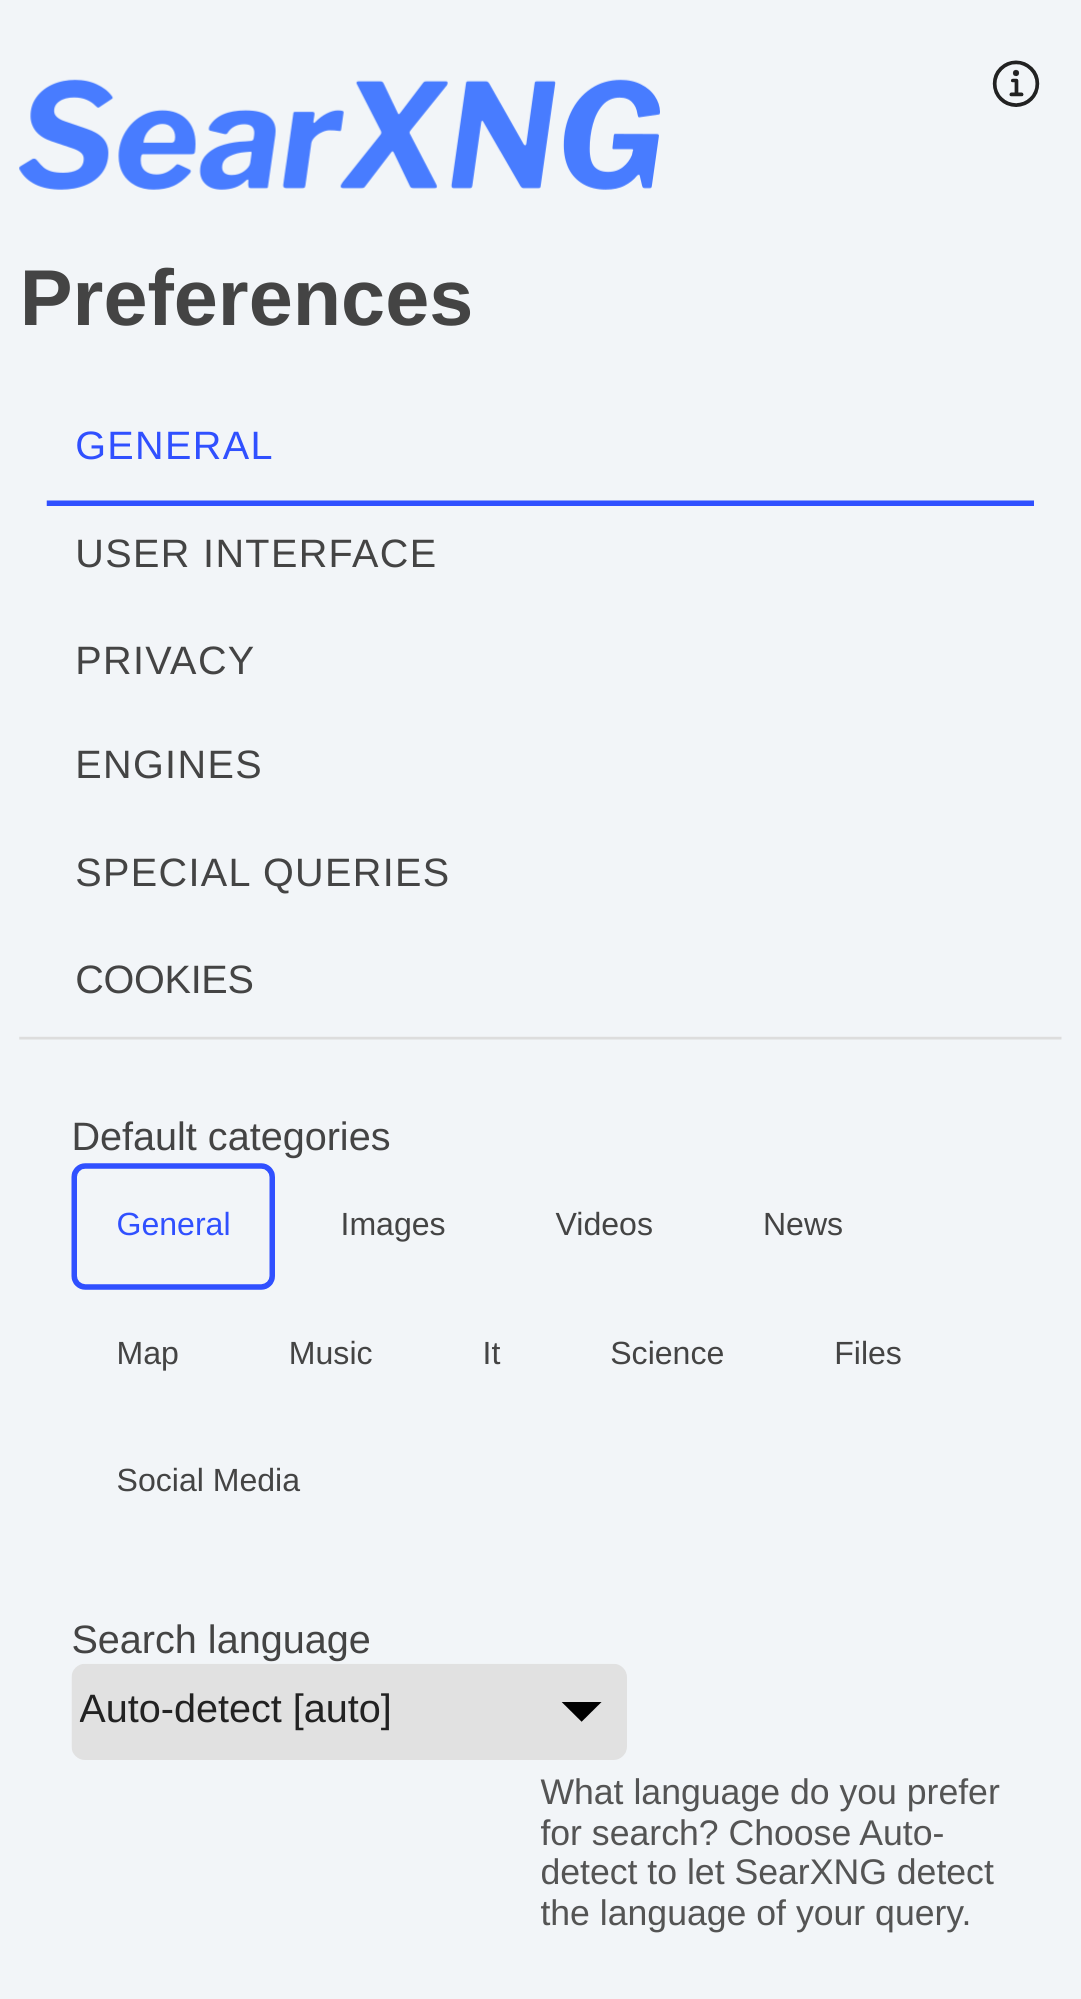 SearXNG
Preferences
GENERAL
USER INTERFACE
PRIVACY
ENGINES
SPECIAL QUERIES
COOKIES
Default categories
General Images Videos News
Map Music It Science Files
Social Media
Search language
Auto-detect [auto]
What language do you prefer
for search? Choose Auto-
detect to let SearXNG detect
the language of your query.